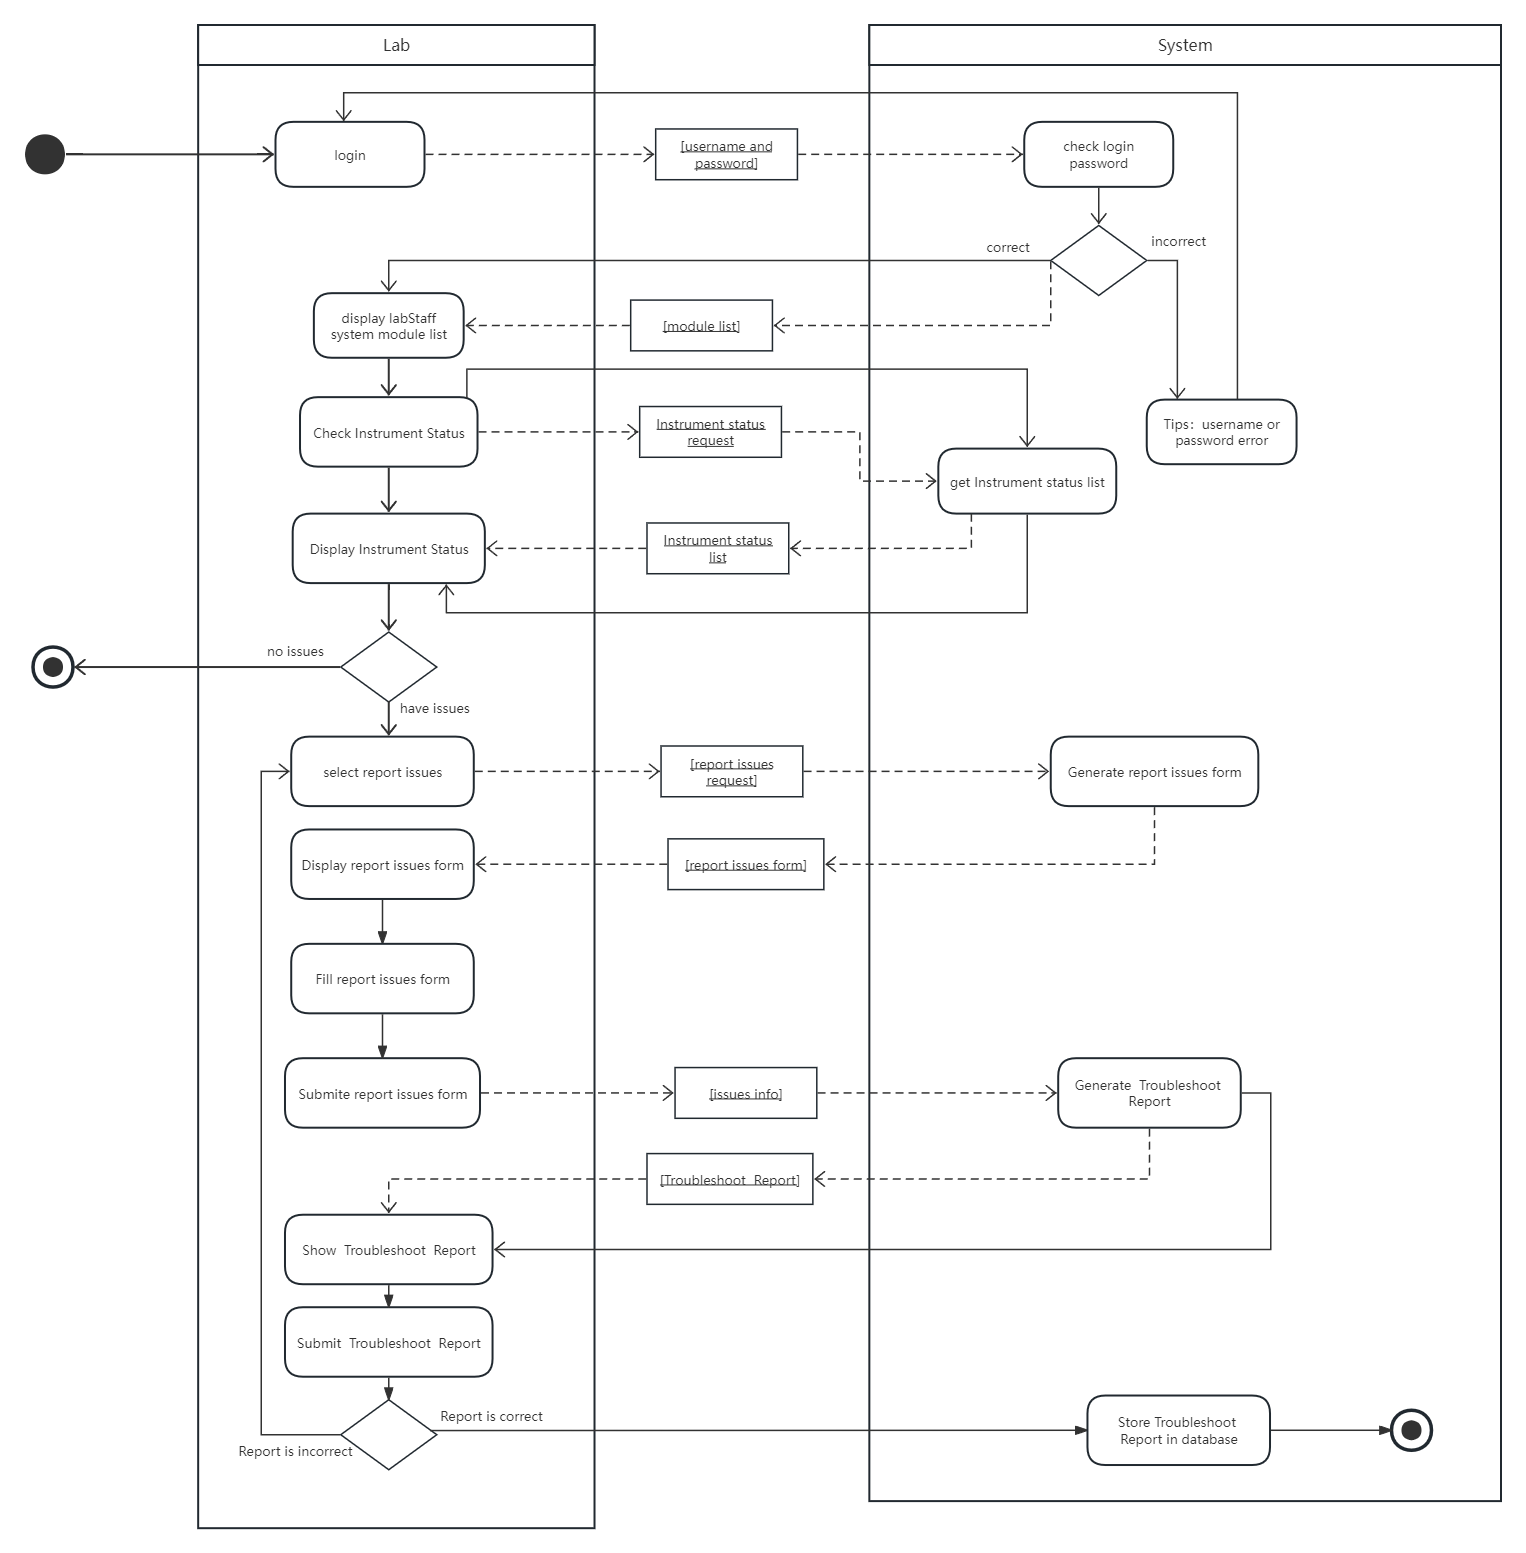 Lab
System
login
[username and
password]
check login
password
correct
incorrect
display labStaff
system module list
[module list]
Check Instrument Status
Instrument status
request
Tips: username or
password error
get Instrument status list
Display Instrument Status
Instrument status
list
no issues
have issues
select report issues
[report issues
request]
Generate report issues form
Display report issues form
[report issues form]
Fill report issues form
Submite report issues form
[issues info]
Generate Troubleshoot
Report
[Troubleshoot Report]
Show Troubleshoot Report
Submit Troubleshoot Report
Report is correct
Report is incorrect
Store Troubleshoot
Report in database